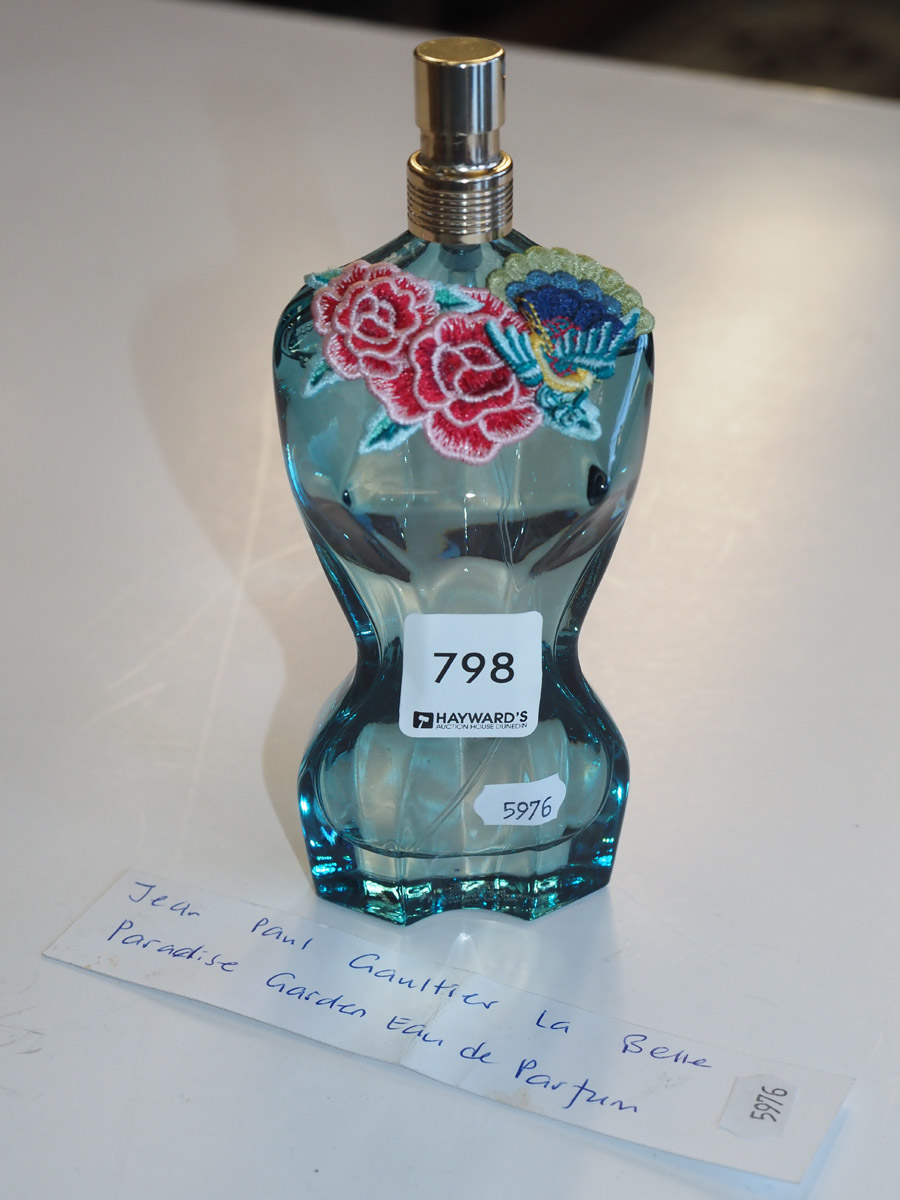 798
HAYWARD'S
AUCTION HOUSE DUNEDIN
5976
Jean Paul Gaultier La Belle
Paradise Garden Eau de Parfum
5976